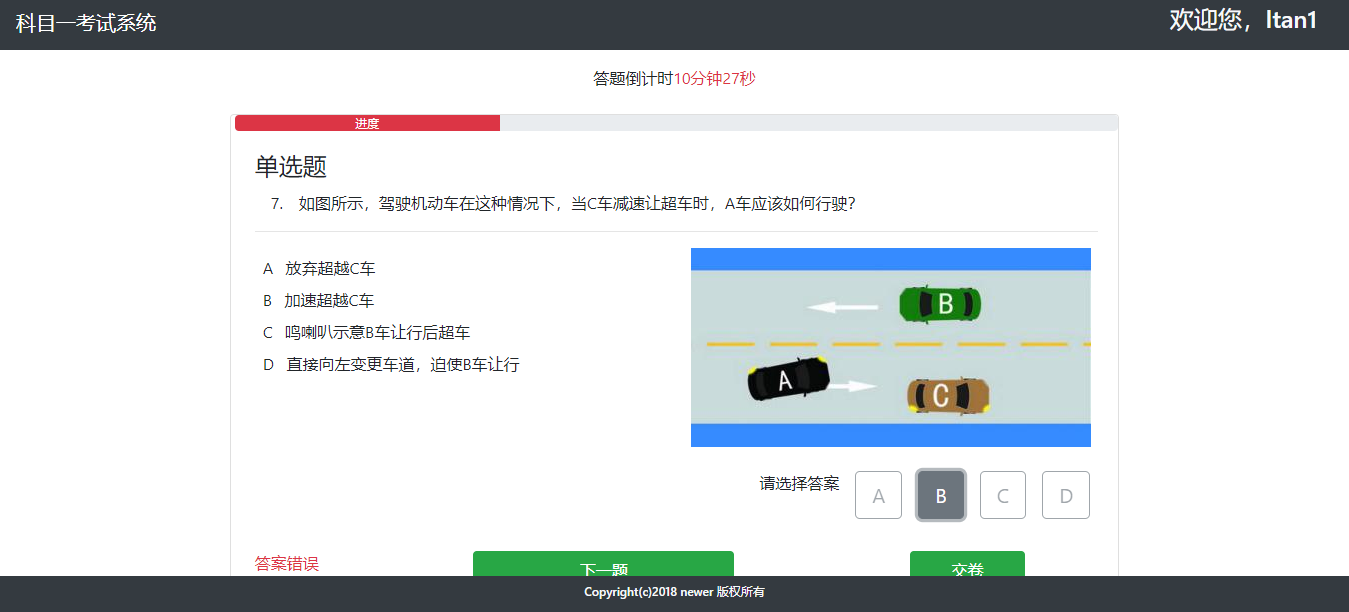 科目一考试系统
欢迎您，ltan1
答题倒计时10分钟27秒
进度
单选题
7. 如图所示，驾驶机动车在这种情况下，当C车减速让超车时，A车应该如何行驶?
A 放弃超越C车
B 加速超越C车
C 鸣喇叭示意B车让行后超车
D 直接向左变更车道，迫使B车让行
B
A
C
请选择答案 A B C D
答案错误 下一题 交卷
Copyright(c)2018 newer 版权所有